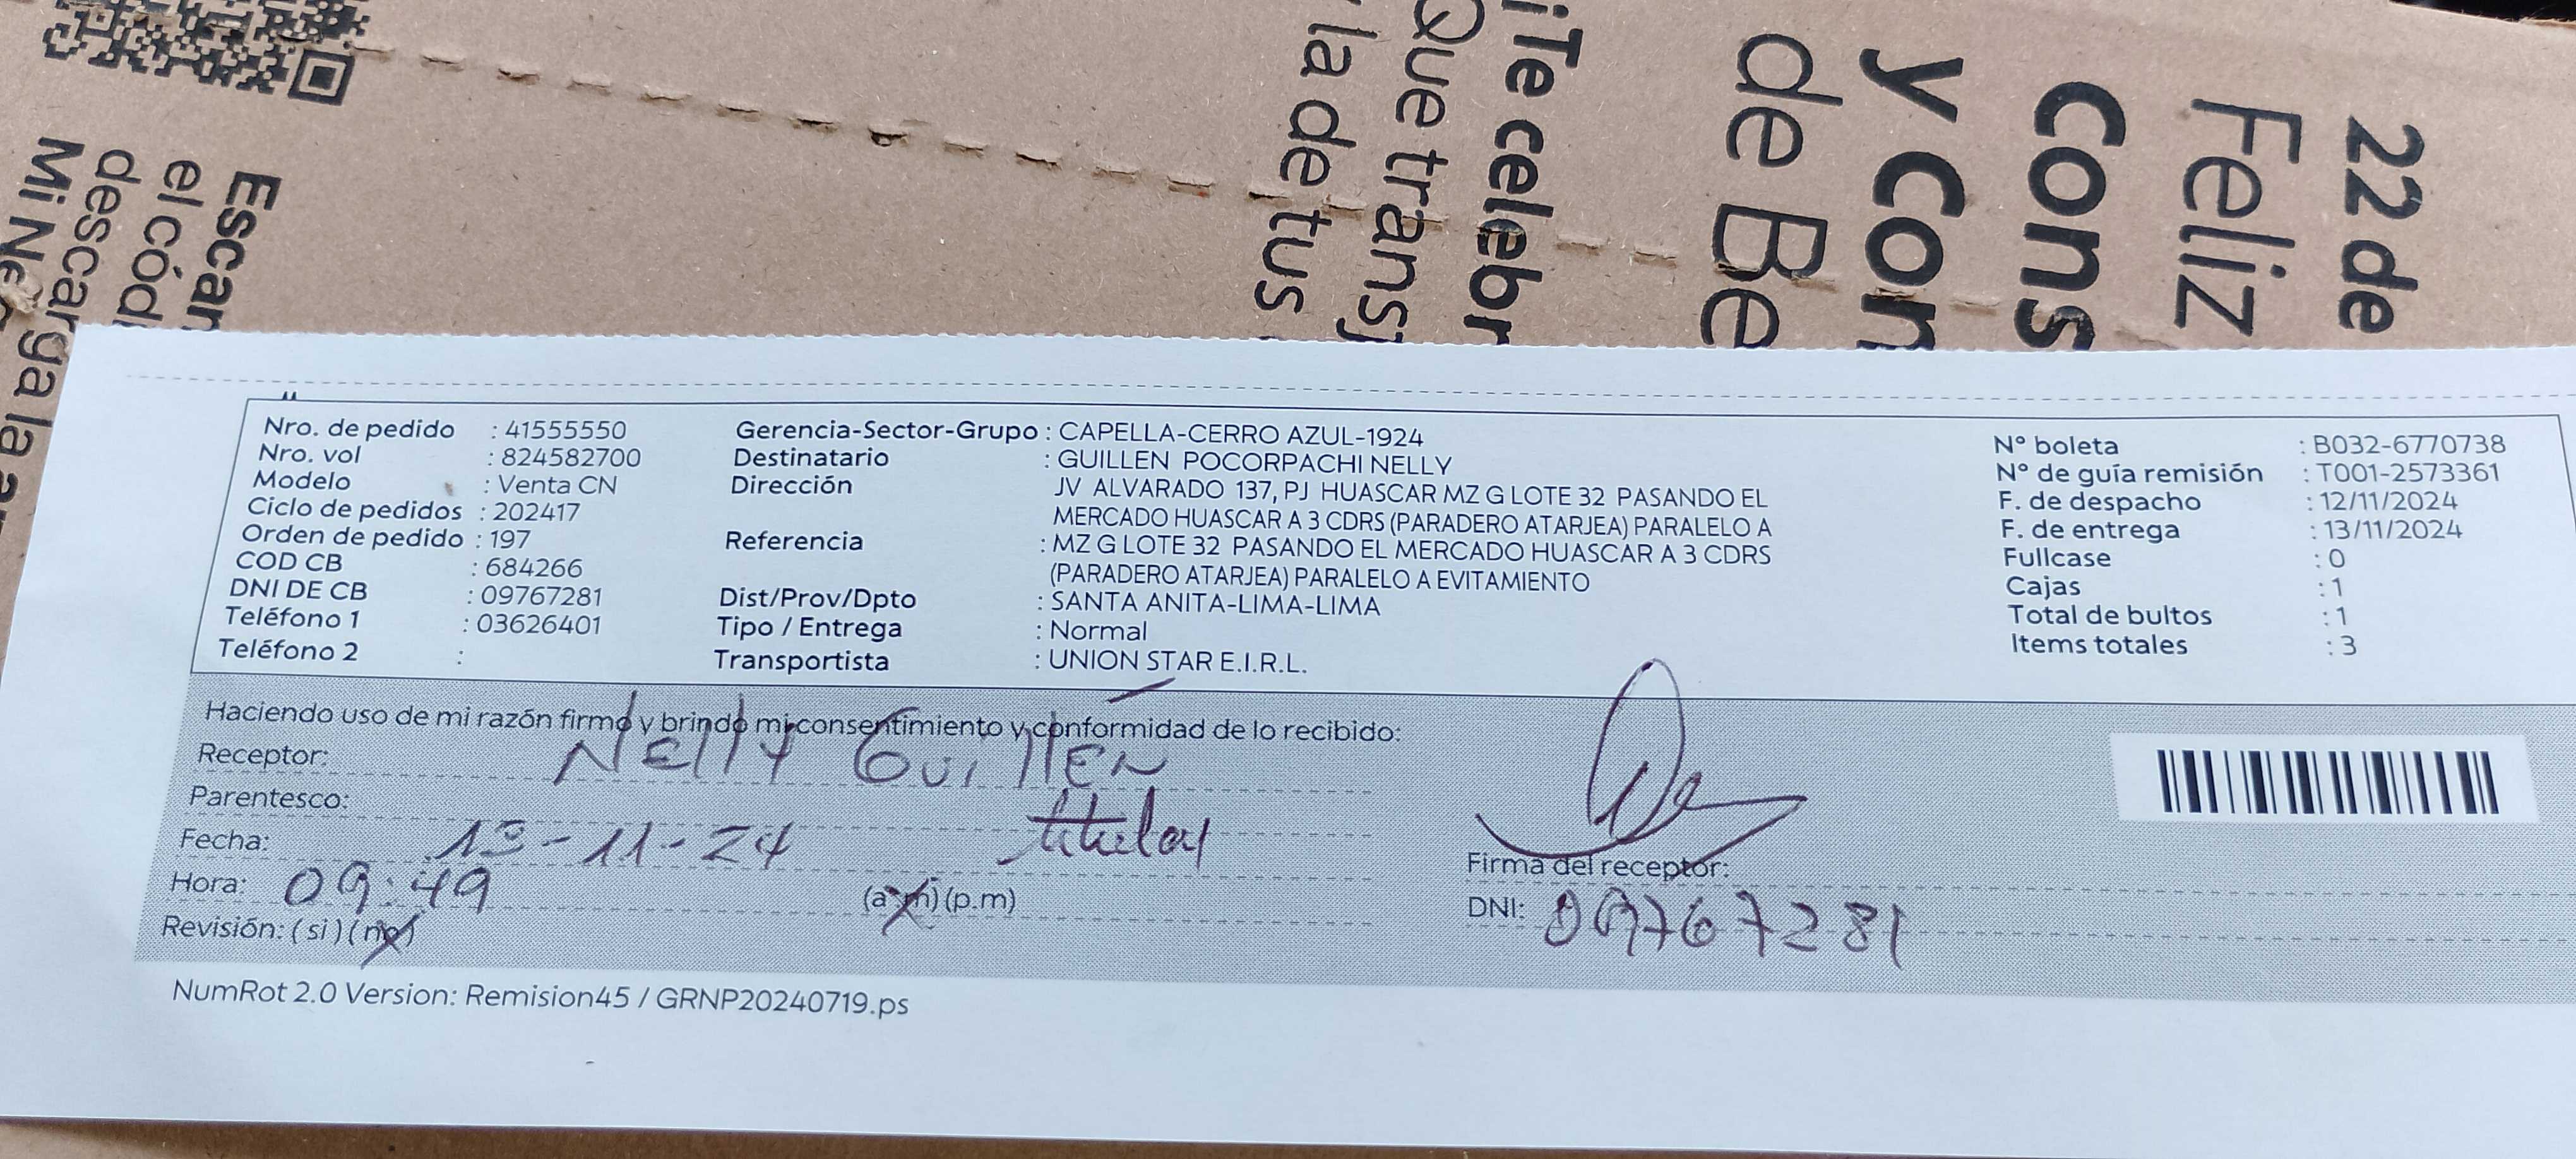 22 de
Feliz
Cons
y con
de Be
¡Te celebr
Que trans
la de tus
Escan
el cód
descarga la
Nro. de pedido : 41555550
Nro. vol : 824582700
Modelo : Venta CN
Ciclo de pedidos : 202417
Orden de pedido : 197
COD CB : 684266
DNI DE CB : 09767281
Teléfono 1 : 03626401
Teléfono 2 :
Gerencia-Sector-Grupo : CAPELLA-CERRO AZUL-1924
Destinatario : GUILLEN POCORPACHI NELLY
Dirección JV ALVARADO 137, PJ HUASCAR MZ G LOTE 32 PASANDO EL
MERCADO HUASCAR A 3 CDRS (PARADERO ATARJEA) PARALELO A
Referencia : MZ G LOTE 32 PASANDO EL MERCADO HUASCAR A 3 CDRS
(PARADERO ATARJEA) PARALELO A EVITAMIENTO
Dist/Prov/Dpto : SANTA ANITA-LIMA-LIMA
Tipo / Entrega : Normal
Transportista : UNION STAR E.I.R.L.
N° boleta : B032-6770738
N° de guía remisión : T001-2573361
F. de despacho : 12/11/2024
F. de entrega : 13/11/2024
Fullcase : 0
Cajas : 1
Total de bultos : 1
Items totales : 3
Haciendo uso de mi razón firmo y brindo mi consentimiento y conformidad de lo recibido:
Receptor: NELLY GUILLÉN
Parentesco: titular
Fecha: 13-11-24
Hora: 09:49 (a.m) (p.m)
Revisión: (si) (no)
Firma del receptor:
DNI: 09767281
NumRot 2.0 Version: Remision45 / GRNP20240719.ps